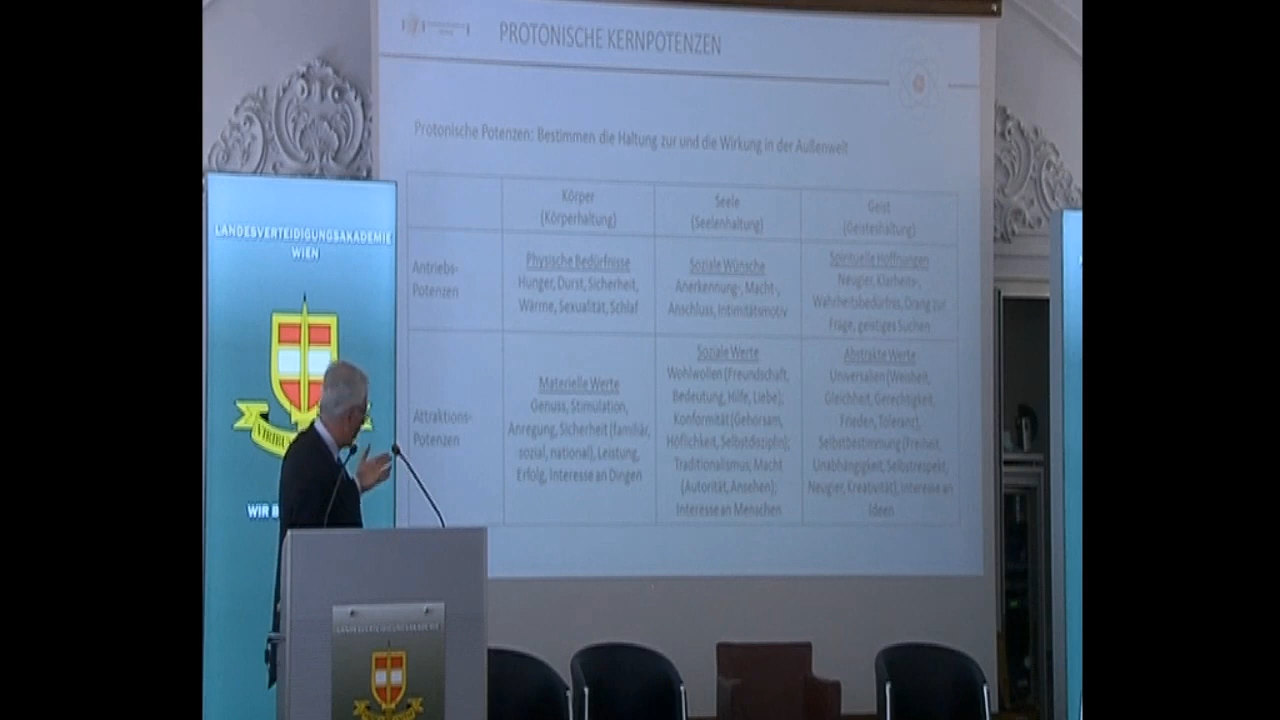 PROTONISCHE KERNPOTENZEN
Protonische Potenzen: Bestimmen die Haltung zur und die Wirkung in der Außenwelt
Körper
(Körperhaltung)
Seele
(Seelenhaltung)
Geist
(Geisteshaltung)
Antriebs-
Potenzen
Physische Bedürfnisse
Hunger, Durst, Sicherheit,
Wärme, Sexualität, Schlaf
Soziale Wünsche
Anerkennung-, Macht-,
Anschluss, Intimitätsmotiv
Spirituelle Hoffnungen
Neugier, Klarheits-,
Wahrheitsbedürfnis, Drang zur
Frage, geistiges Suchen
Attraktions-
Potenzen
Materielle Werte
Genuss, Stimulation,
Anregung, Sicherheit (familiär,
sozial, national), Leistung,
Erfolg, Interesse an Dingen
Soziale Werte
Wohlwollen (Freundschaft,
Bedeutung, Hilfe, Liebe);
Konformität (Gehorsam,
Höflichkeit, Selbstdiziplin);
Traditionalismus, Macht
(Autorität, Ansehen);
Interesse an Menschen
Abstrakte Werte
Universalien (Weisheit,
Gleichheit, Gerechtigkeit,
Frieden, Toleranz),
Selbstbestimmung (Freiheit,
Unabhängigkeit, Selbstrespekt,
Neugier, Kreativität), Interesse an
Ideen
LANDESVERTEIDIGUNGSAKADEMIE
WIEN
WIR
LANDESVERTEIDIGUNGSAKADEMIE